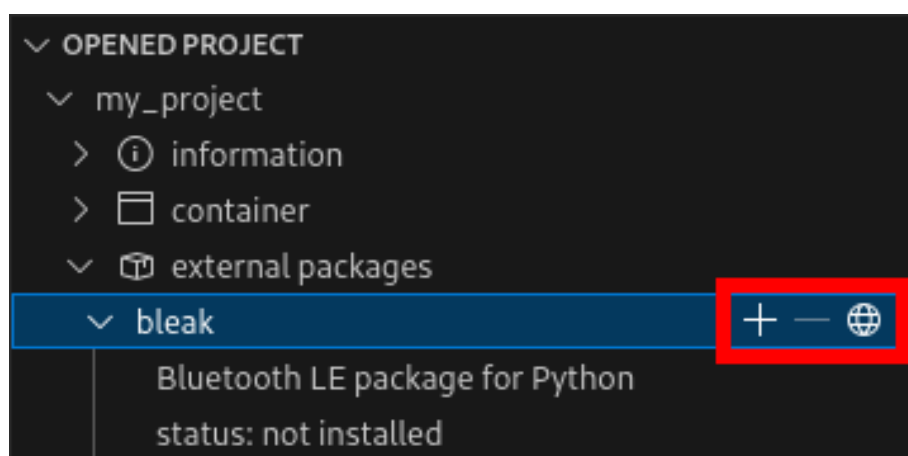 OPENED PROJECT
my_project
information
container
external packages
bleak
Bluetooth LE package for Python
status: not installed